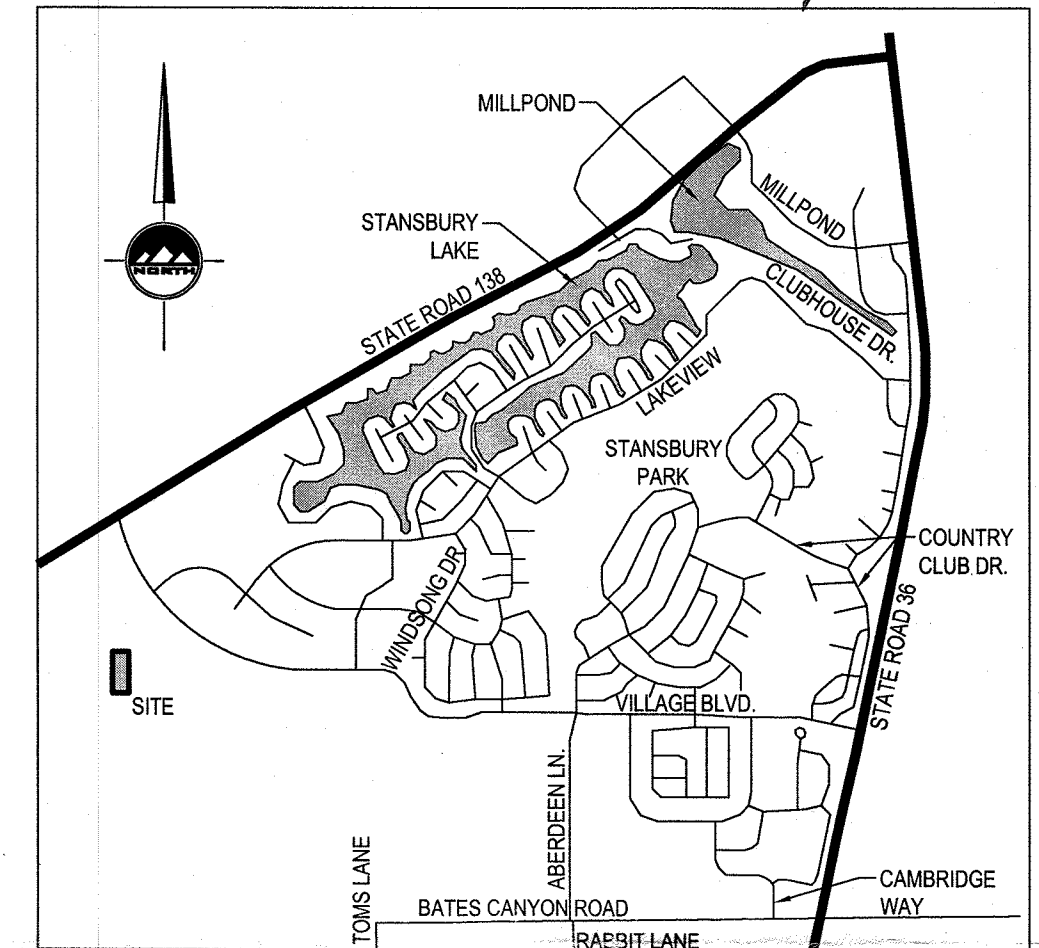 MILLPOND
MILLPOND
STANSBURY
LAKE
NORTH
STATE ROAD 138
CLUBHOUSE DR.
LAKEVIEW
STANSBURY
PARK
COUNTRY
CLUB DR.
WINDSONG DR
STATE ROAD 36
SITE
VILLAGE BLVD.
ABERDEEN LN.
TOMS LANE
CAMBRIDGE
WAY
BATES CANYON ROAD
RABBIT LANE